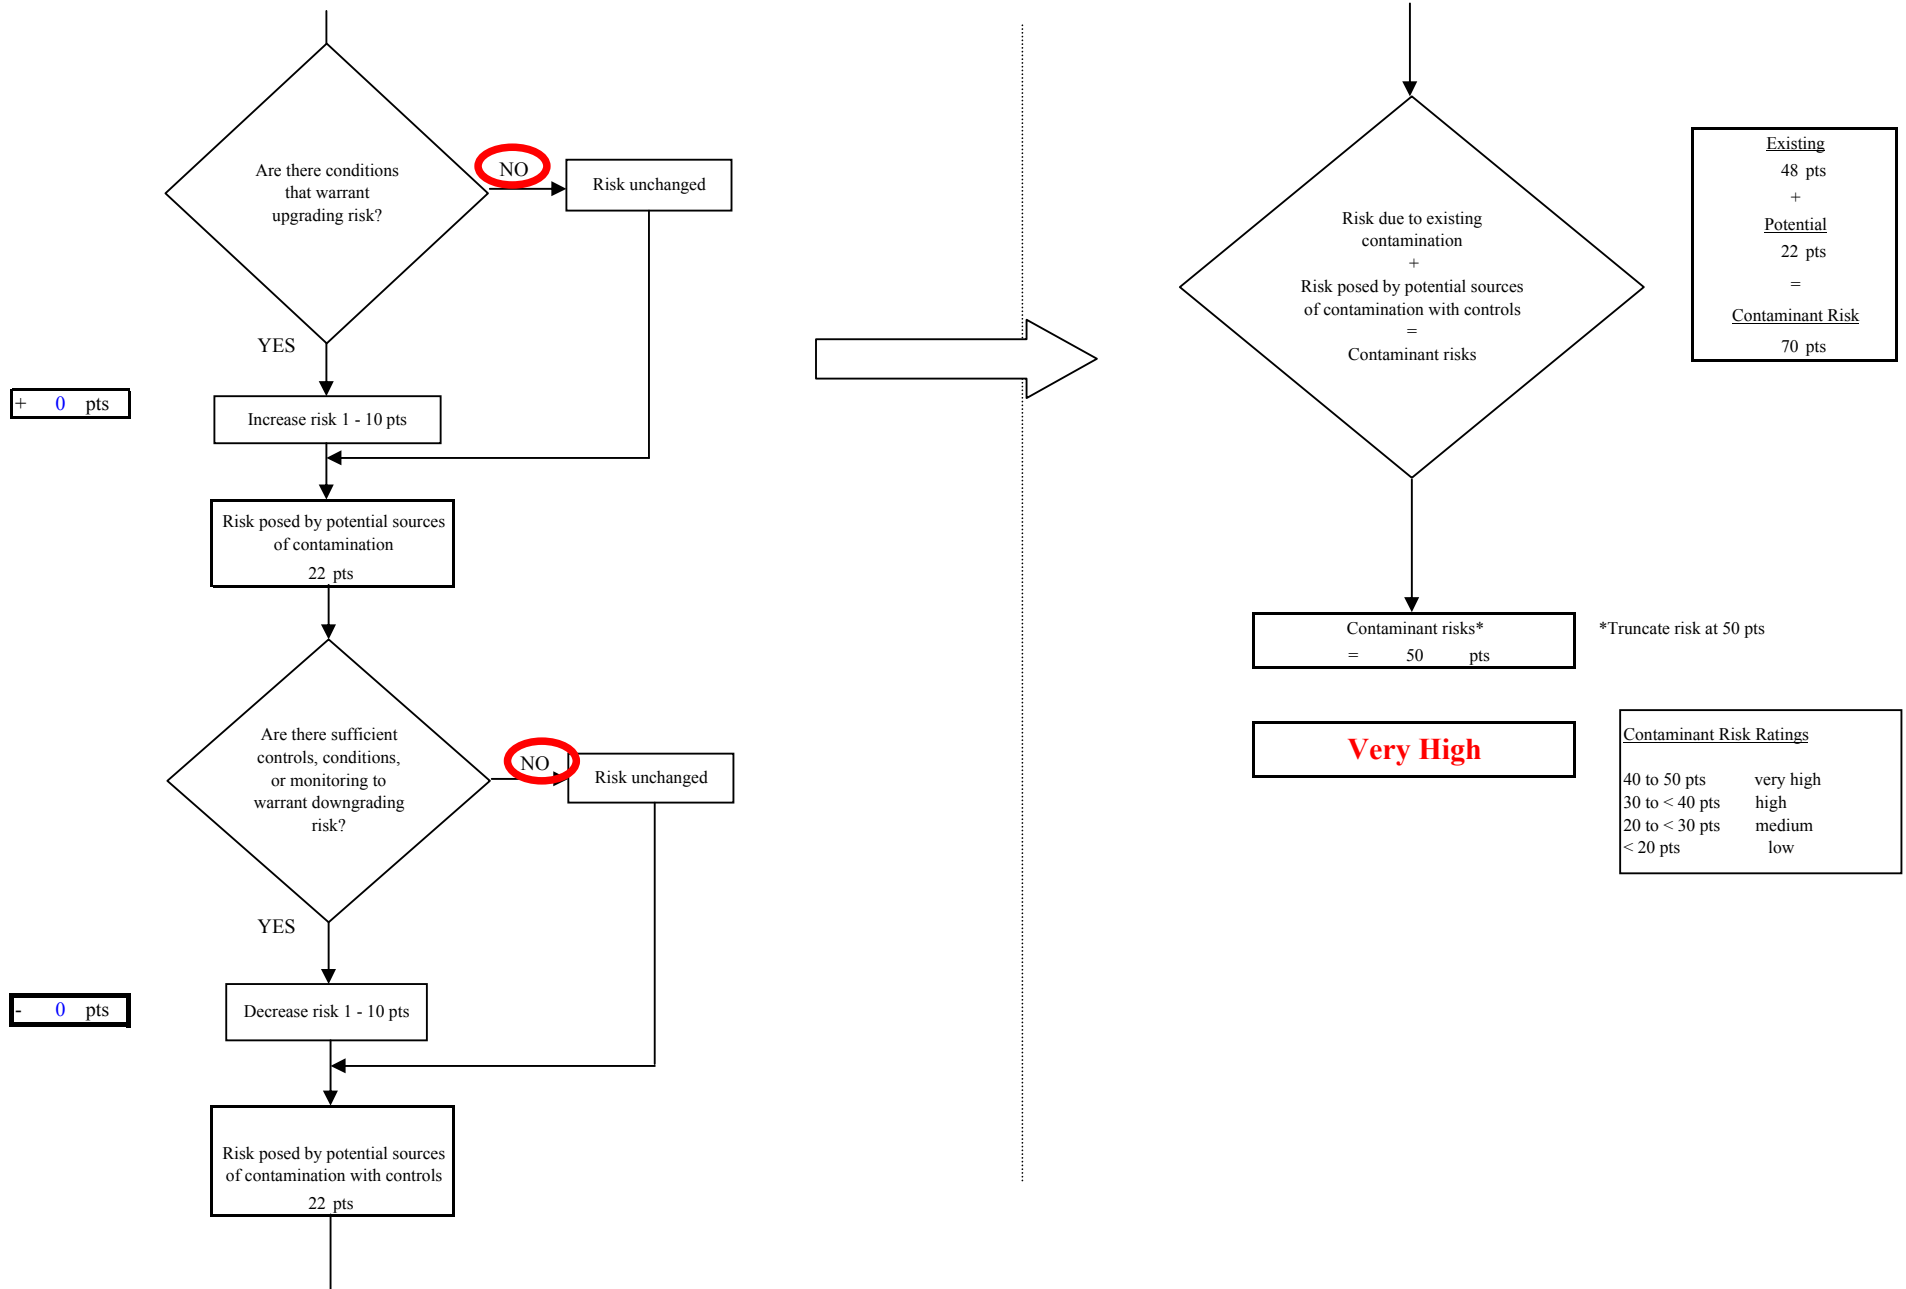 Are there conditions
that warrant
upgrading risk?
NO
Risk unchanged
YES
+ 0 pts
Increase risk 1 - 10 pts
Risk posed by potential sources
of contamination
22 pts
Are there sufficient
controls, conditions,
or monitoring to
warrant downgrading
risk?
NO
Risk unchanged
YES
- 0 pts
Decrease risk 1 - 10 pts
Risk posed by potential sources
of contamination with controls
22 pts
Risk due to existing
contamination
+
Risk posed by potential sources
of contamination with controls
=
Contaminant risks
Existing
48 pts
+
Potential
22 pts
=
Contaminant Risk
70 pts
Contaminant risks*
= 50 pts
*Truncate risk at 50 pts
Very High
Contaminant Risk Ratings
40 to 50 pts very high
30 to < 40 pts high
20 to < 30 pts medium
< 20 pts low